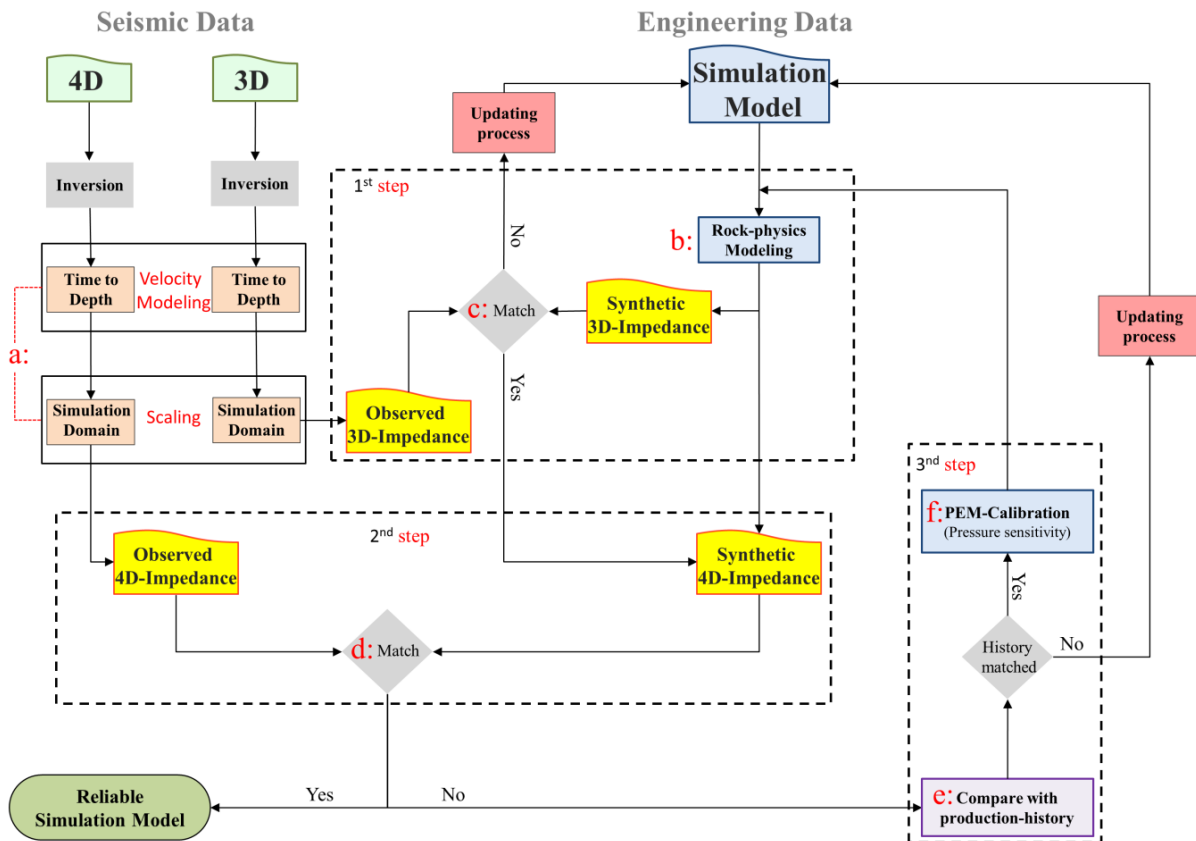 Seismic Data
Engineering Data
4D
3D
Simulation
Model
Updating
process
Inversion
Inversion
1st step
No
b:
Rock-physics
Modeling
Time to
Depth
Velocity
Modeling
Time to
Depth
c: Match
Synthetic
3D-Impedance
Updating
process
a:
Yes
Simulation
Domain
Scaling
Simulation
Domain
Observed
3D-Impedance
3nd step
f: PEM-Calibration
(Pressure sensitivity)
2nd step
Observed
4D-Impedance
Synthetic
4D-Impedance
Yes
d: Match
History
matched
No
Reliable
Simulation Model
Yes
No
e: Compare with
production-history